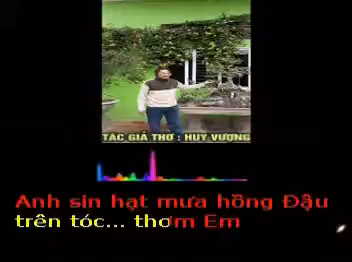 TÁC GIẢ THƠ : HUY VƯỢNG
Anh sin hạt mưa hồng Đậu
trên tóc... thơm Em